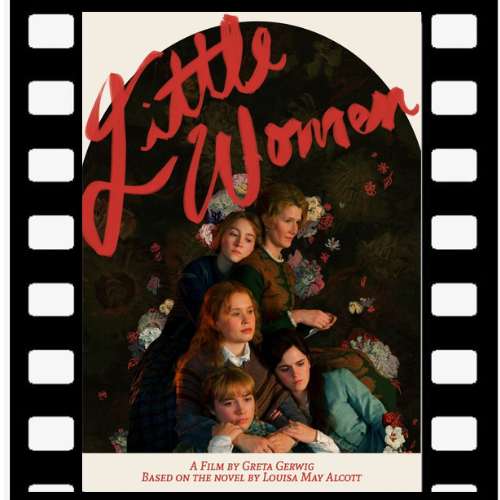 Little
Women
A Film by Greta Gerwig
Based on the novel by Louisa May Alcott